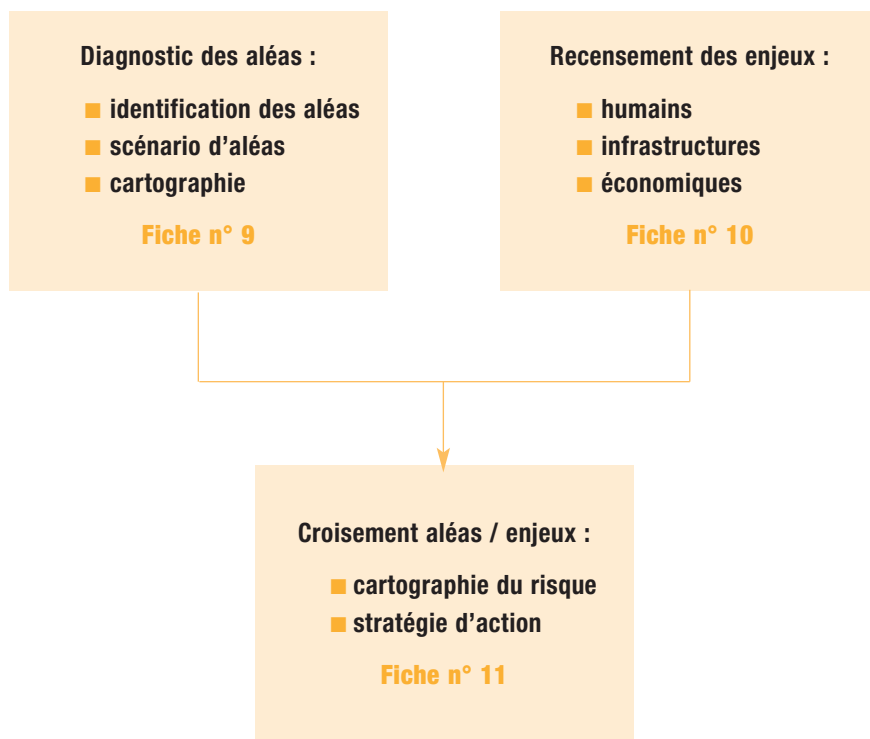 Diagnostic des aléas :
■ identification des aléas
■ scénario d'aléas
■ cartographie
Fiche n° 9
Recensement des enjeux :
■ humains
■ infrastructures
■ économiques
Fiche n° 10
Croisement aléas / enjeux :
■ cartographie du risque
■ stratégie d'action
Fiche n° 11